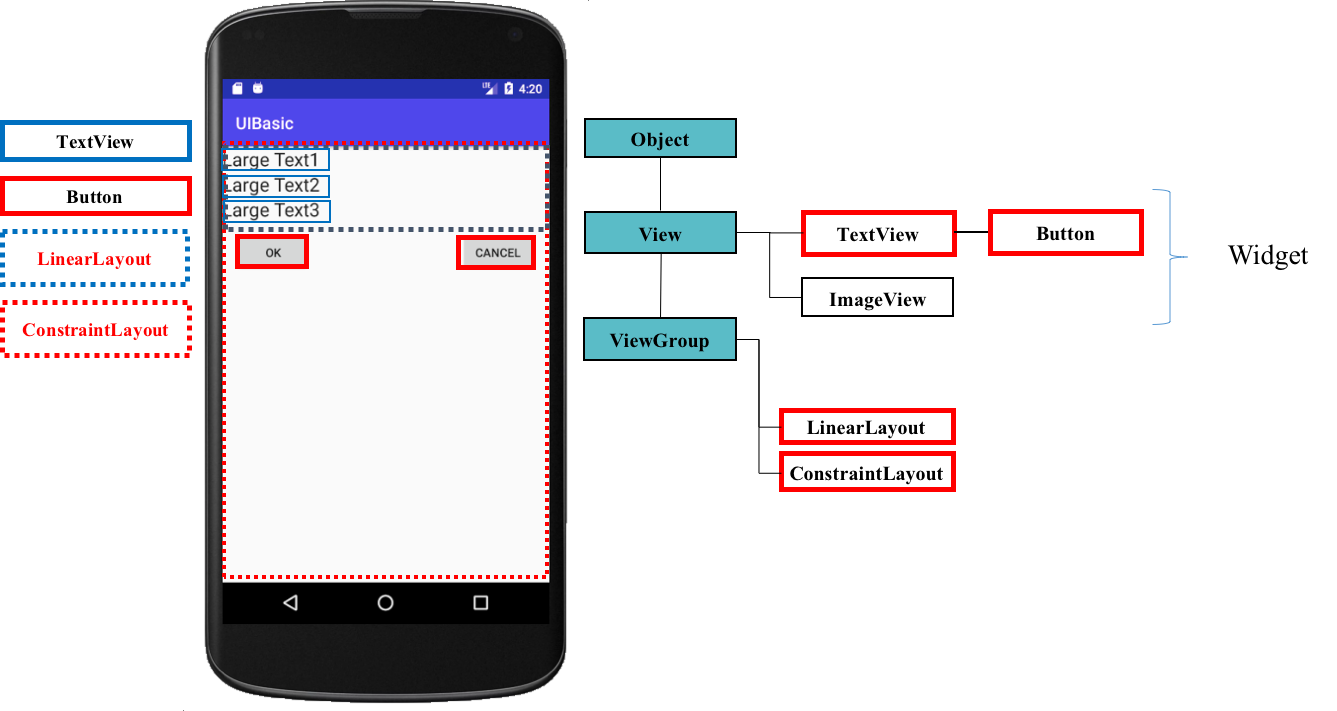 TextView
Button
LinearLayout
ConstraintLayout
LTE 4:20
UIBasic
Large Text1
Large Text2
Large Text3
OK CANCEL
Object
View
ViewGroup
TextView
Button
ImageView
LinearLayout
ConstraintLayout
Widget